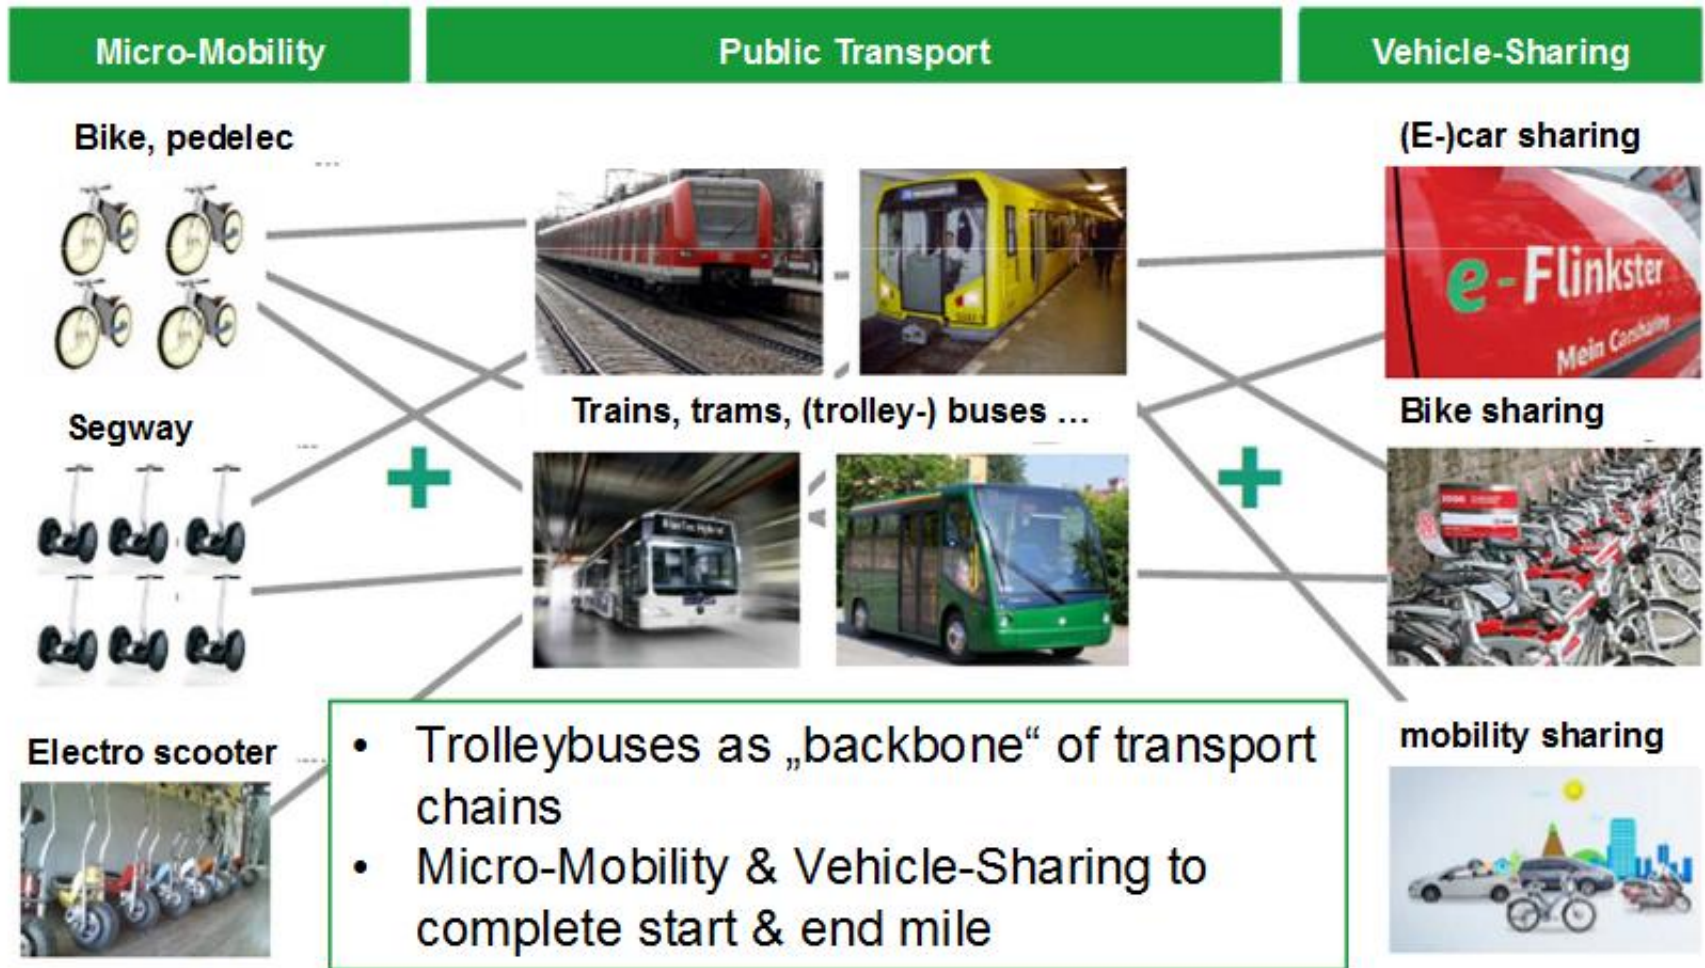 Micro-Mobility
Public Transport
Vehicle-Sharing
Bike, pedelec ...
(E-)car sharing
e-Flinkster
Mein Carsharing
Trains, trams, (trolley-) buses ...
Segway ...
Bike sharing
BlueTec Hybrid
Electro scooter ...
mobility sharing
• Trolleybuses as „backbone“ of transport
chains
• Micro-Mobility & Vehicle-Sharing to
complete start & end mile